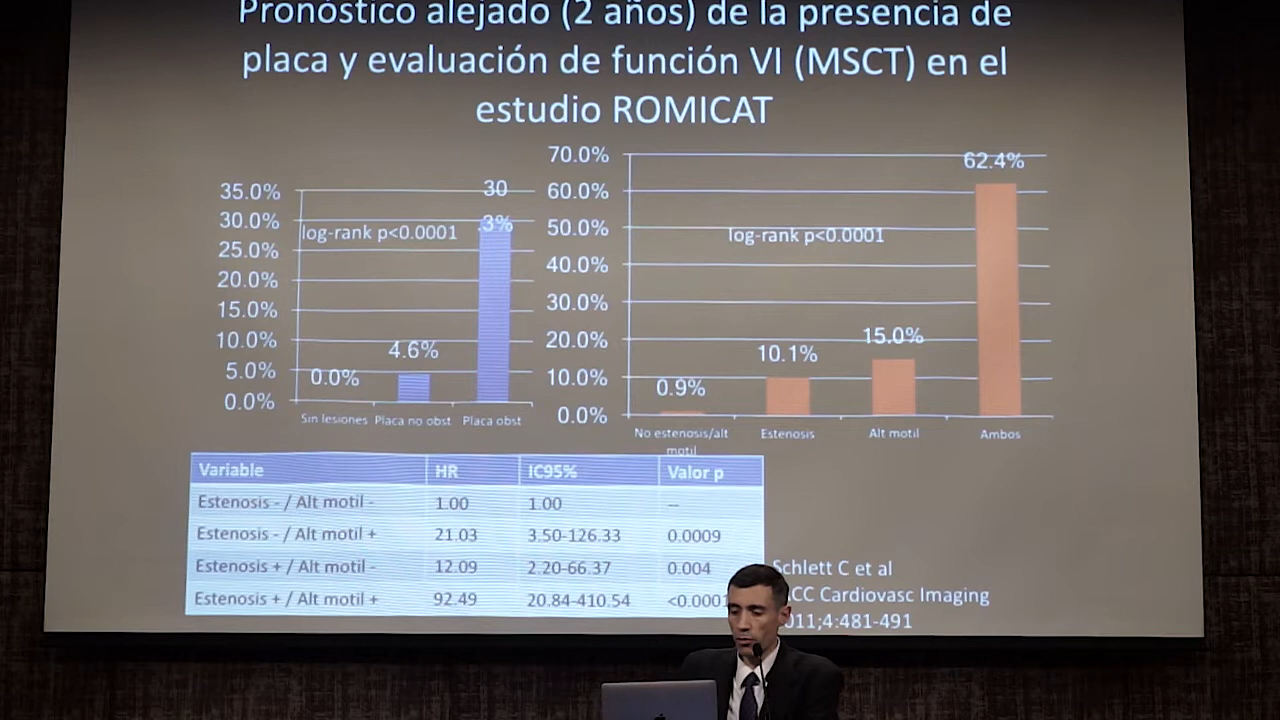 Pronóstico alejado (2 años) de la presencia de
placa y evaluación de función VI (MSCT) en el
estudio ROMICAT
35.0%
30.0%
25.0%
20.0%
15.0%
10.0%
5.0%
0.0%
log-rank p<0.0001
0.0%
4.6%
30
.3%
Sin lesiones
Placa no obst
Placa obst
70.0%
60.0%
50.0%
40.0%
30.0%
20.0%
10.0%
0.0%
log-rank p<0.0001
0.9%
10.1%
15.0%
62.4%
No estenosis/alt
motil
Estenosis
Alt motil
Ambos
Variable HR IC95% Valor p
Estenosis - / Alt motil - 1.00 1.00 --
Estenosis - / Alt motil + 21.03 3.50-126.33 0.0009
Estenosis + / Alt motil - 12.09 2.20-66.37 0.004
Estenosis + / Alt motil + 92.49 20.84-410.54 <0.0001
Schlett C et al
CC Cardiovasc Imaging
011;4:481-491